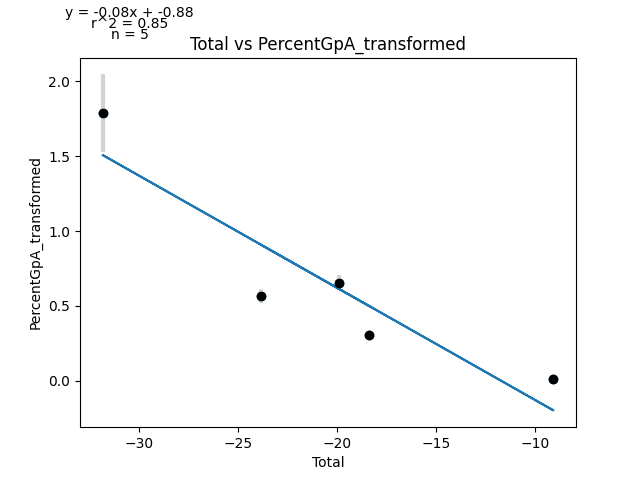 y = -0.08x + -0.88
r^2 = 0.85
n = 5
Total vs PercentGpA_transformed
2.0
1.5
1.0
0.5
0.0
PercentGpA_transformed
−30
−25
−20
−15
−10
Total